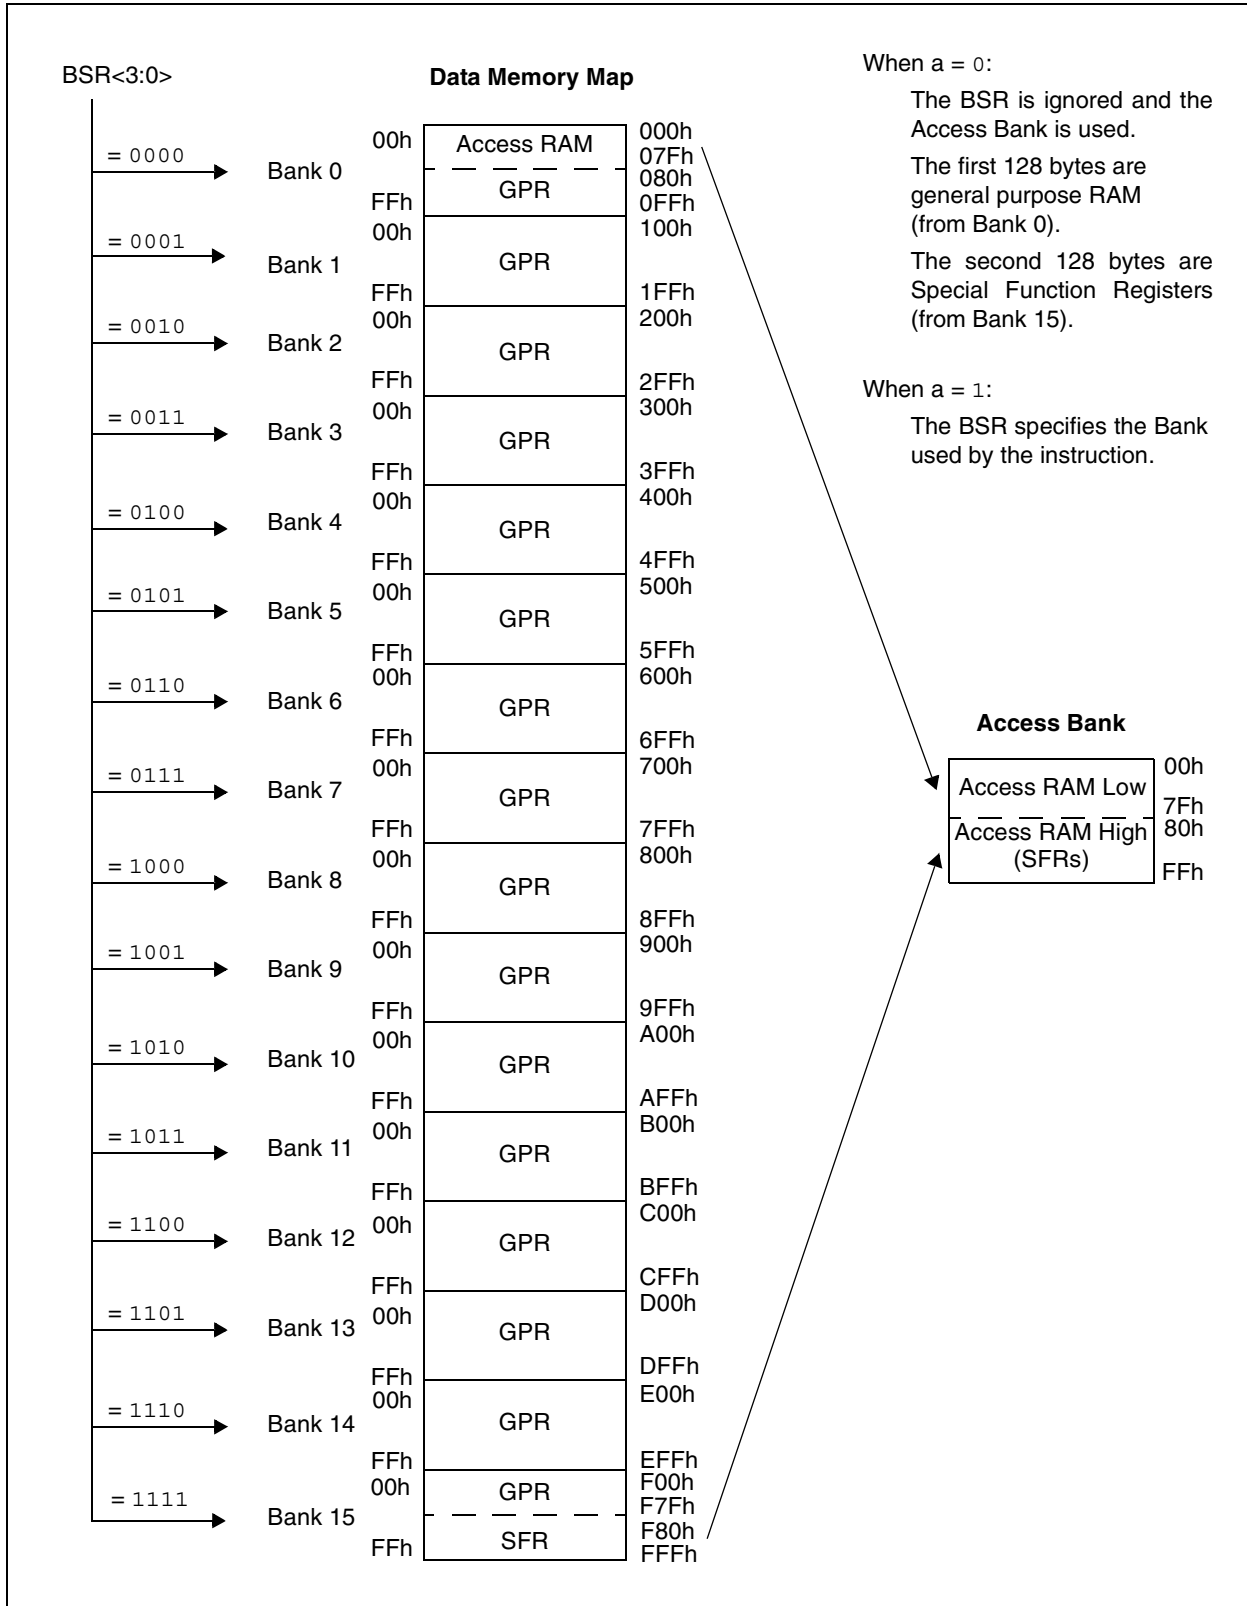 BSR<3:0>
Data Memory Map
When a = 0:
The BSR is ignored and the
Access Bank is used.
The first 128 bytes are
general purpose RAM
(from Bank 0).
The second 128 bytes are
Special Function Registers
(from Bank 15).
When a = 1:
The BSR specifies the Bank
used by the instruction.
= 0000
Bank 0
00h
Access RAM
000h
07Fh
080h
GPR
FFh
0FFh
= 0001
Bank 1
00h
GPR
100h
FFh
1FFh
= 0010
Bank 2
00h
GPR
200h
FFh
2FFh
= 0011
Bank 3
00h
GPR
300h
FFh
3FFh
= 0100
Bank 4
00h
GPR
400h
FFh
4FFh
= 0101
Bank 5
00h
GPR
500h
FFh
5FFh
= 0110
Bank 6
00h
GPR
600h
FFh
6FFh
= 0111
Bank 7
00h
GPR
700h
FFh
7FFh
= 1000
Bank 8
00h
GPR
800h
FFh
8FFh
= 1001
Bank 9
00h
GPR
900h
FFh
9FFh
= 1010
Bank 10
00h
GPR
A00h
FFh
AFFh
= 1011
Bank 11
00h
GPR
B00h
FFh
BFFh
= 1100
Bank 12
00h
GPR
C00h
FFh
CFFh
= 1101
Bank 13
00h
GPR
D00h
FFh
DFFh
= 1110
Bank 14
00h
GPR
E00h
FFh
EFFh
= 1111
Bank 15
00h
GPR
F00h
F7Fh
F80h
SFR
FFh
FFFh
Access Bank
Access RAM Low
00h
7Fh
Access RAM High
(SFRs)
80h
FFh